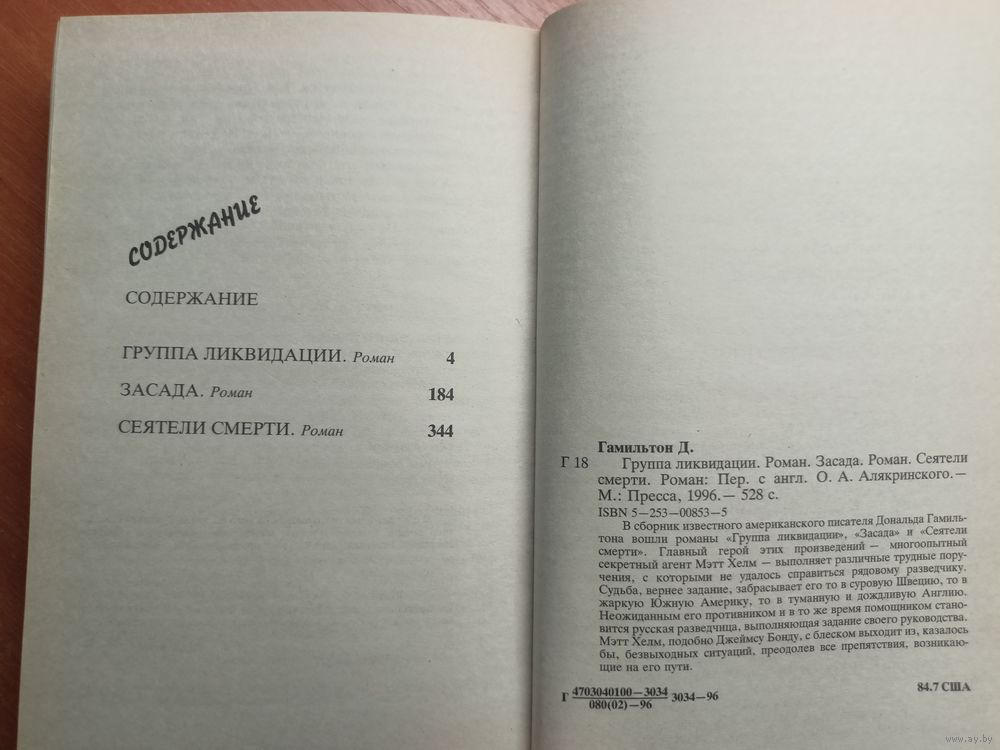 СОДЕРЖАНИЕ
СОДЕРЖАНИЕ
ГРУППА ЛИКВИДАЦИИ. Роман 4
ЗАСАДА. Роман 184
СЕЯТЕЛИ СМЕРТИ. Роман 344
Гамильтон Д.
Г 18 Группа ликвидации. Роман. Засада. Роман. Сеятели
смерти. Роман: Пер. с англ. О. А. Алякринского.—
М.: Пресса, 1996.— 528 с.
ISBN 5—253—00853—5
В сборник известного американского писателя Дональда Гамиль-
тона вошли романы «Группа ликвидации», «Засада» и «Сеятели
смерти». Главный герой этих произведений — многоопытный
секретный агент Мэтт Хелм — выполняет различные трудные пору-
чения, с которыми не удалось справиться рядовому разведчику.
Судьба, вернее задание, забрасывает его то в суровую Швецию, то в
жаркую Южную Америку, то в туманную и дождливую Англию.
Неожиданным его противником и в то же время помощником стано-
вится русская разведчица, выполняющая задание своего руководства.
Мэтт Хелм, подобно Джеймсу Бонду, с блеском выходит из, казалось
бы, безвыходных ситуаций, преодолев все препятствия, возникаю-
щие на его пути.
Г 4703040100—3034 3034—96
080(02)—96
84.7 США
www.ay.by